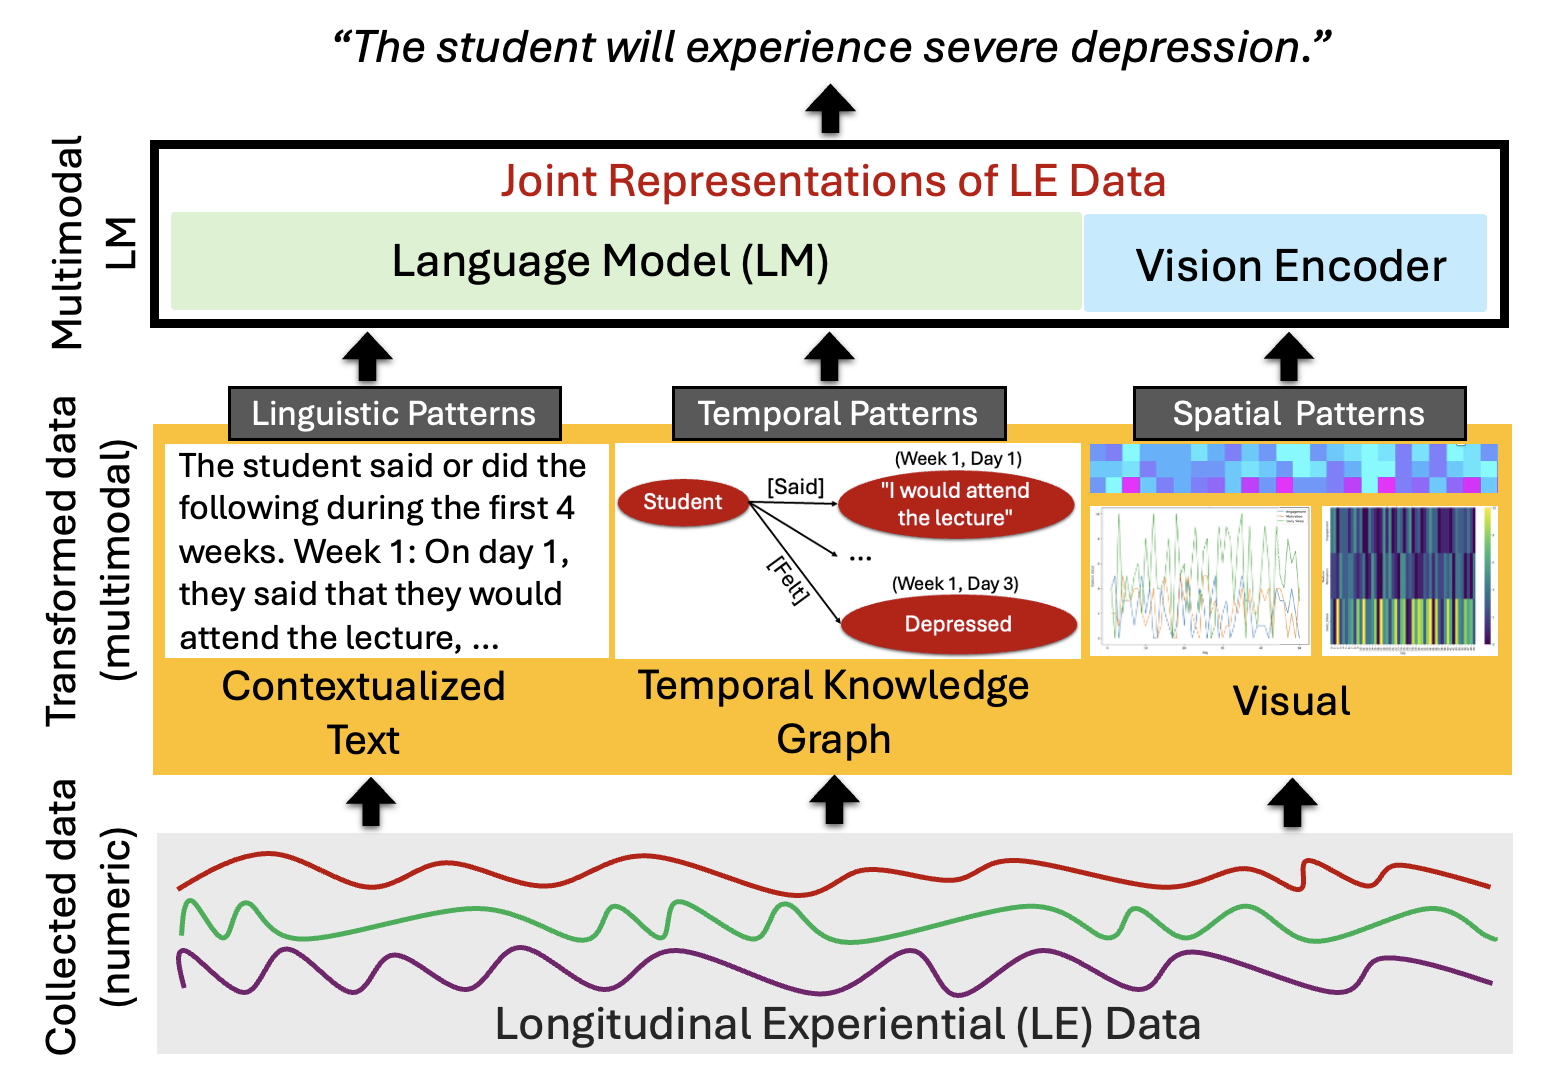 “The student will experience severe depression.”
Multimodal
LM
Joint Representations of LE Data
Language Model (LM)
Vision Encoder
Transformed data
(multimodal)
Linguistic Patterns
Temporal Patterns
Spatial Patterns
The student said or did the
following during the first 4
weeks. Week 1: On day 1,
they said that they would
attend the lecture, ...
Contextualized
Text
Student
[Said]
(Week 1, Day 1)
"I would attend
the lecture"
...
[Felt]
(Week 1, Day 3)
Depressed
Temporal Knowledge
Graph
Visual
Collected data
(numeric)
Longitudinal Experiential (LE) Data